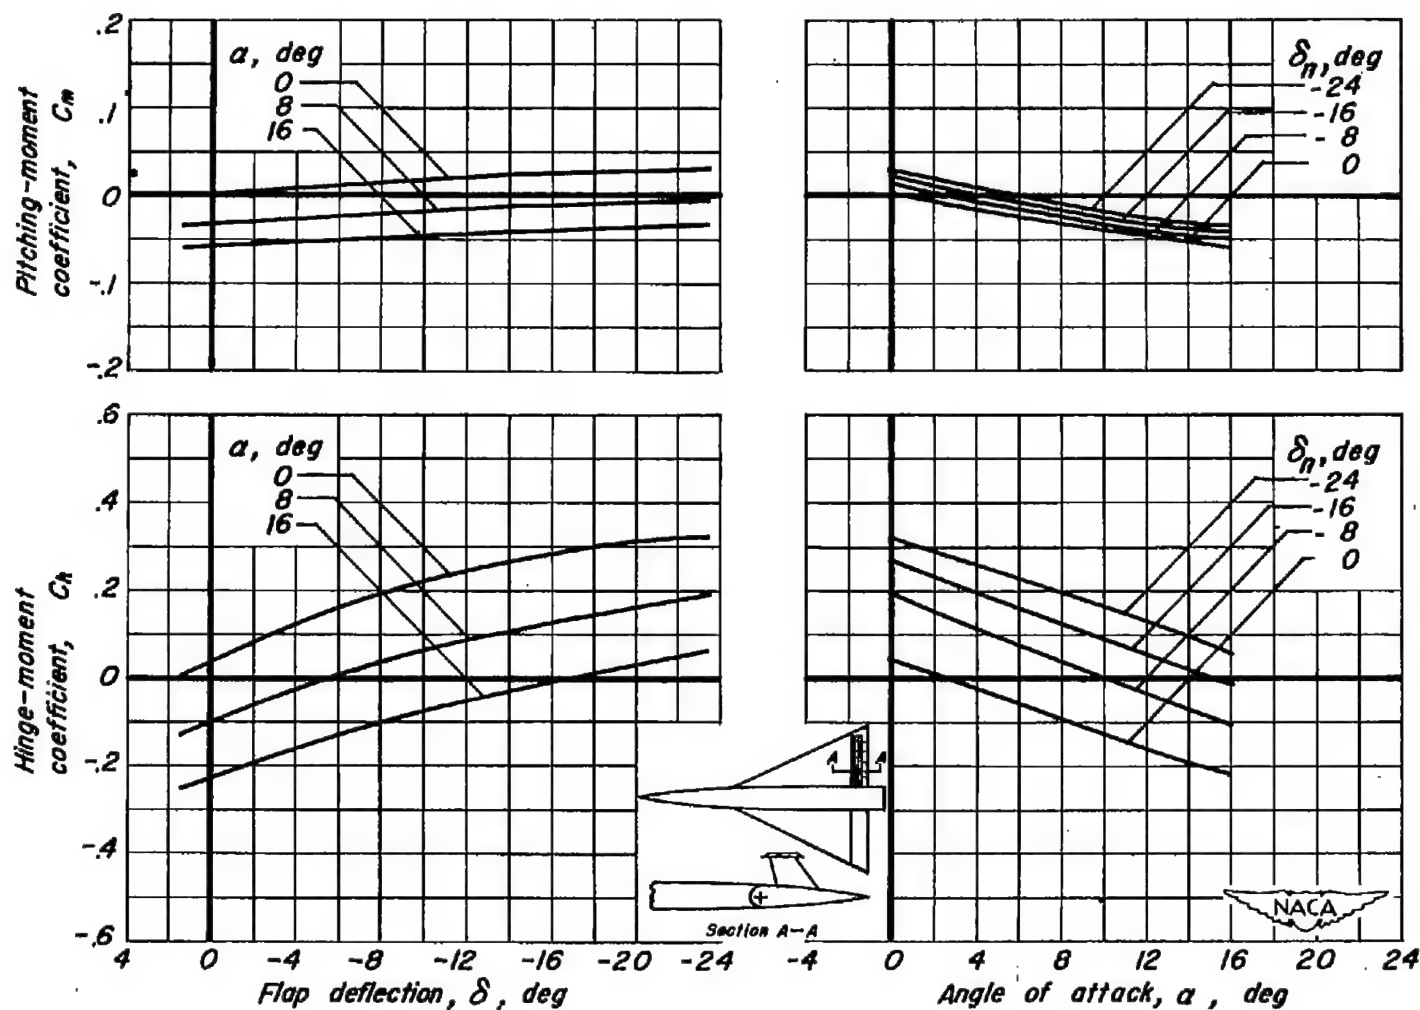 .2
.1
0
-.1
-.2
Pitching-moment
coefficient, Cm
α, deg
0
8
16
δn, deg
-24
-16
-8
0
.6
.4
.2
0
-.2
-.4
-.6
Hinge-moment
coefficient, Ch
α, deg
0
8
16
δn, deg
-24
-16
-8
0
A A
Section A-A
NACA
4 0 -4 -8 -12 -16 -20 -24
Flap deflection, δ, deg
-4 0 4 8 12 16 20 24
Angle of attack, α, deg